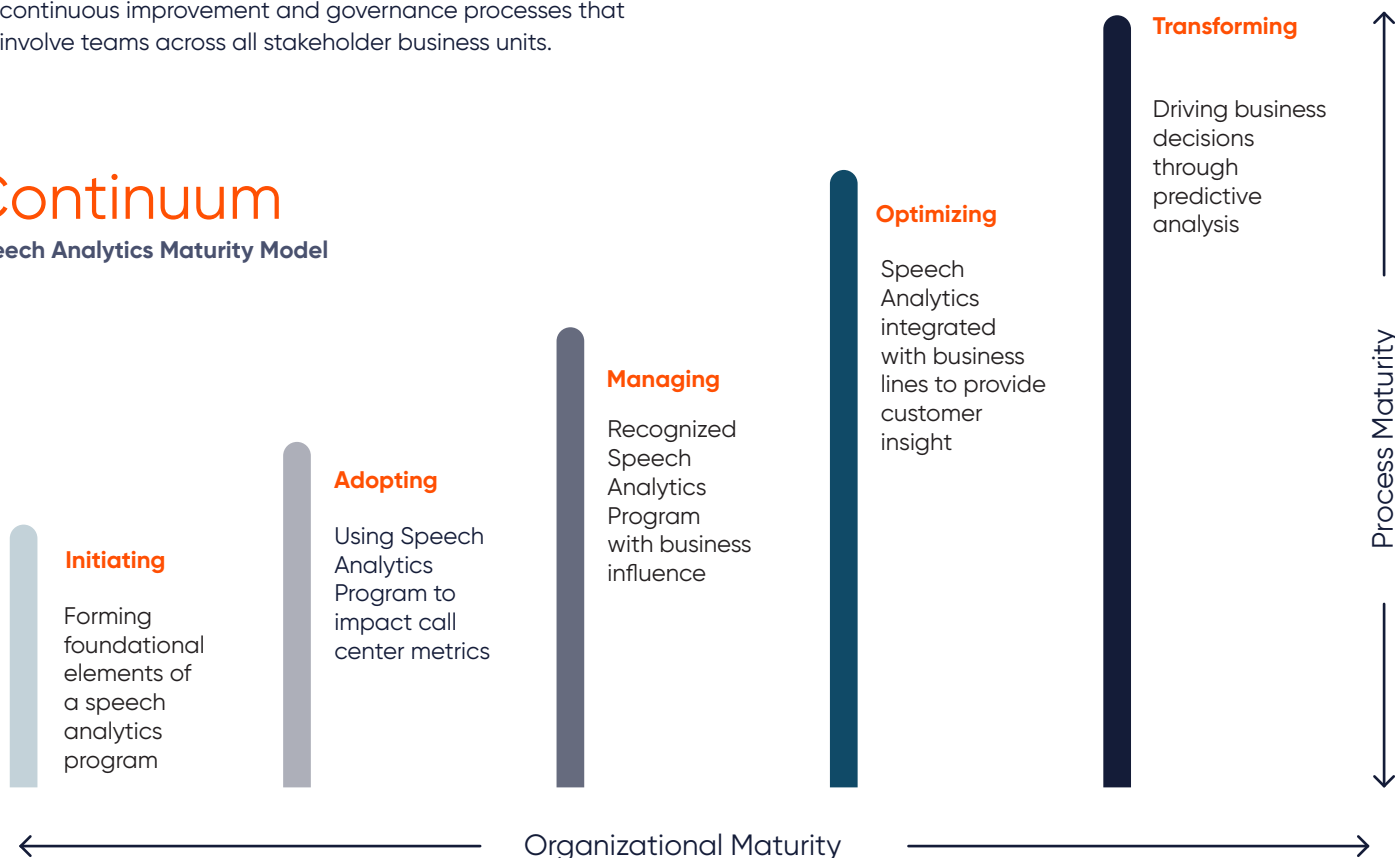 continuous improvement and governance processes that
involve teams across all stakeholder business units.
Continuum
eech Analytics Maturity Model
Transforming
Driving business
decisions
through
predictive
analysis
Optimizing
Speech
Analytics
integrated
with business
lines to provide
customer
insight
Managing
Recognized
Speech
Analytics
Program
with business
influence
Adopting
Using Speech
Analytics
Program to
impact call
center metrics
Initiating
Forming
foundational
elements of
a speech
analytics
program
Process Maturity
Organizational Maturity